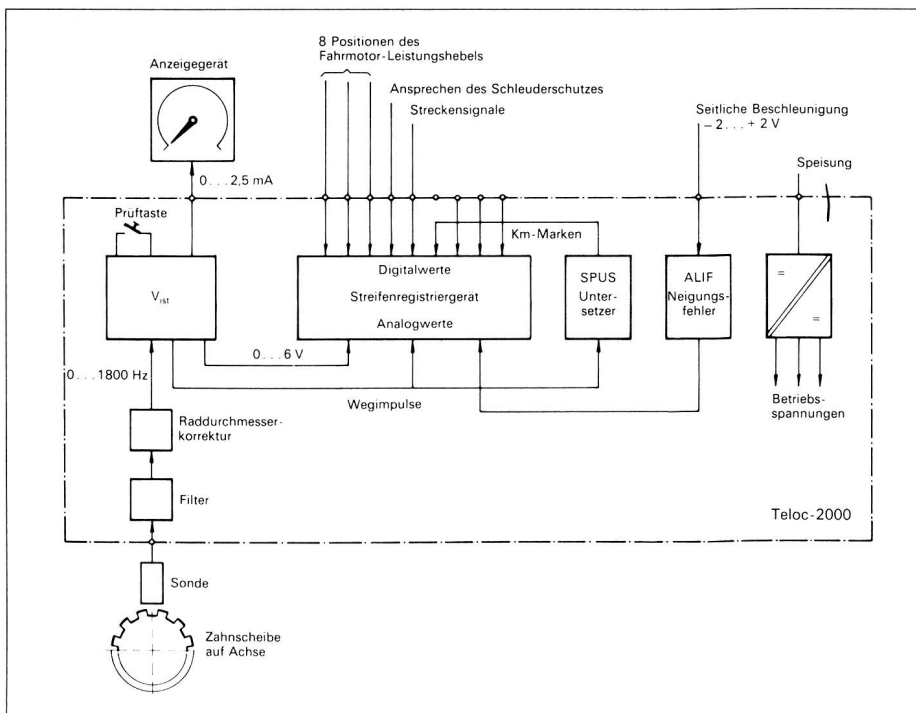 8 Positionen des
Fahrmotor-Leistungshebels
Anzeigegerät
Ansprechen des Schleuderschutzes
Streckensignale
Seitliche Beschleunigung
– 2 . . . + 2 V
Speisung
0 . . . 2,5 mA
Prüftaste
Km-Marken
Vist
Digitalwerte
Streifenregistriergerät
Analogwerte
SPUS
Unter-
setzer
ALIF
Neigungs-
fehler
=
=
0 . . . 6 V
0 . . . 1800 Hz
Wegimpulse
Betriebs-
spannungen
Raddurchmesser-
korrektur
Filter
Teloc-2000
Sonde
Zahnscheibe
auf Achse